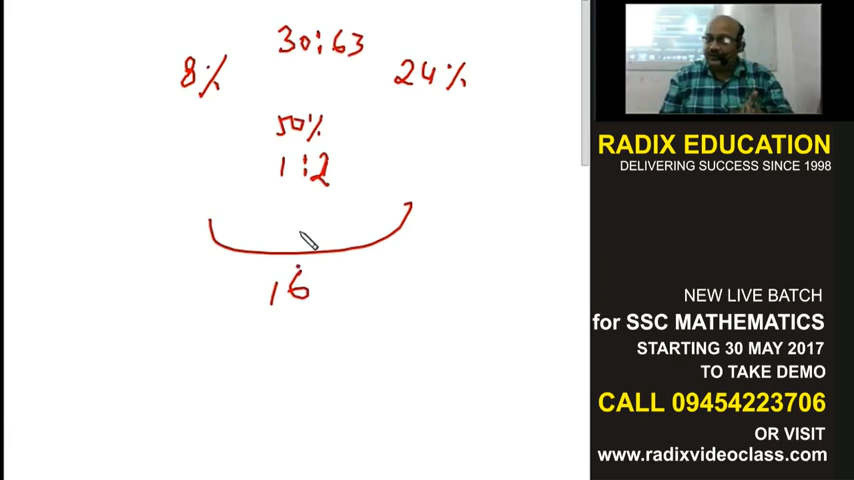 30:63
8% 24%
50%
1:2
16
RADIX EDUCATION
DELIVERING SUCCESS SINCE 1998
NEW LIVE BATCH
for SSC MATHEMATICS
STARTING 30 MAY 2017
TO TAKE DEMO
CALL 09454223706
OR VISIT
www.radixvideoclass.com